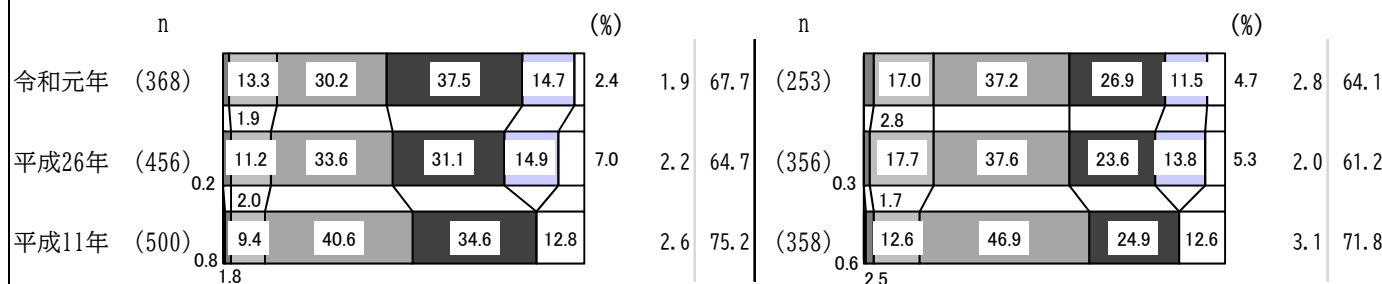 n (%) n (%)
令和元年 (368) 13.3 30.2 37.5 14.7 2.4 1.9 67.7 (253) 17.0 37.2 26.9 11.5 4.7 2.8 64.1
1.9 2.8
平成26年 (456) 11.2 33.6 31.1 14.9 7.0 2.2 64.7 (356) 17.7 37.6 23.6 13.8 5.3 2.0 61.2
0.2 0.3
2.0 1.7
平成11年 (500) 9.4 40.6 34.6 12.8 2.6 75.2 (358) 12.6 46.9 24.9 12.6 3.1 71.8
0.8 0.6
1.8 2.5